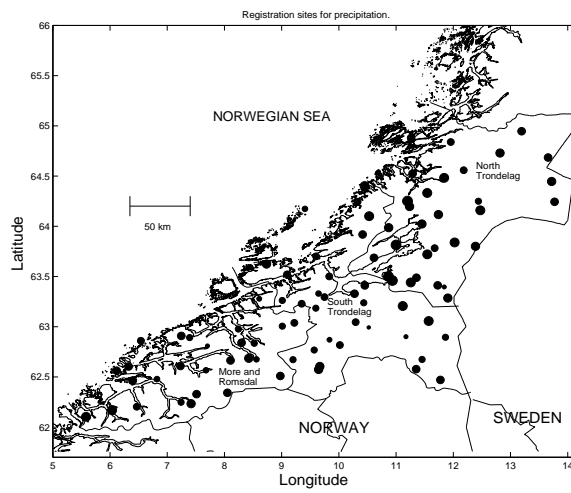 Registration sites for precipitation.
66
65.5
65
64.5
64
63.5
63
62.5
62
Latitude
NORWEGIAN SEA
50 km
North
Trondelag
South
Trondelag
More and
Romsdal
NORWAY
SWEDEN
5 6 7 8 9 10 11 12 13 14
Longitude